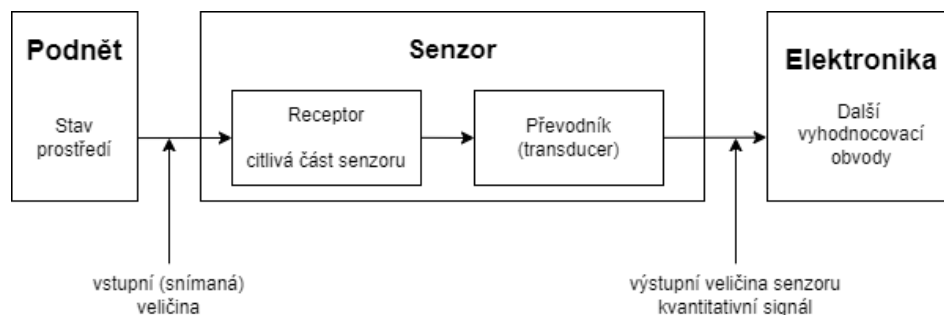 Podnět
Stav
prostředí
Senzor
Receptor
citlivá část senzoru
Převodník
(transducer)
Elektronika
Další
vyhodnocovací
obvody
vstupní (snímaná)
veličina
výstupní veličina senzoru
kvantitativní signál